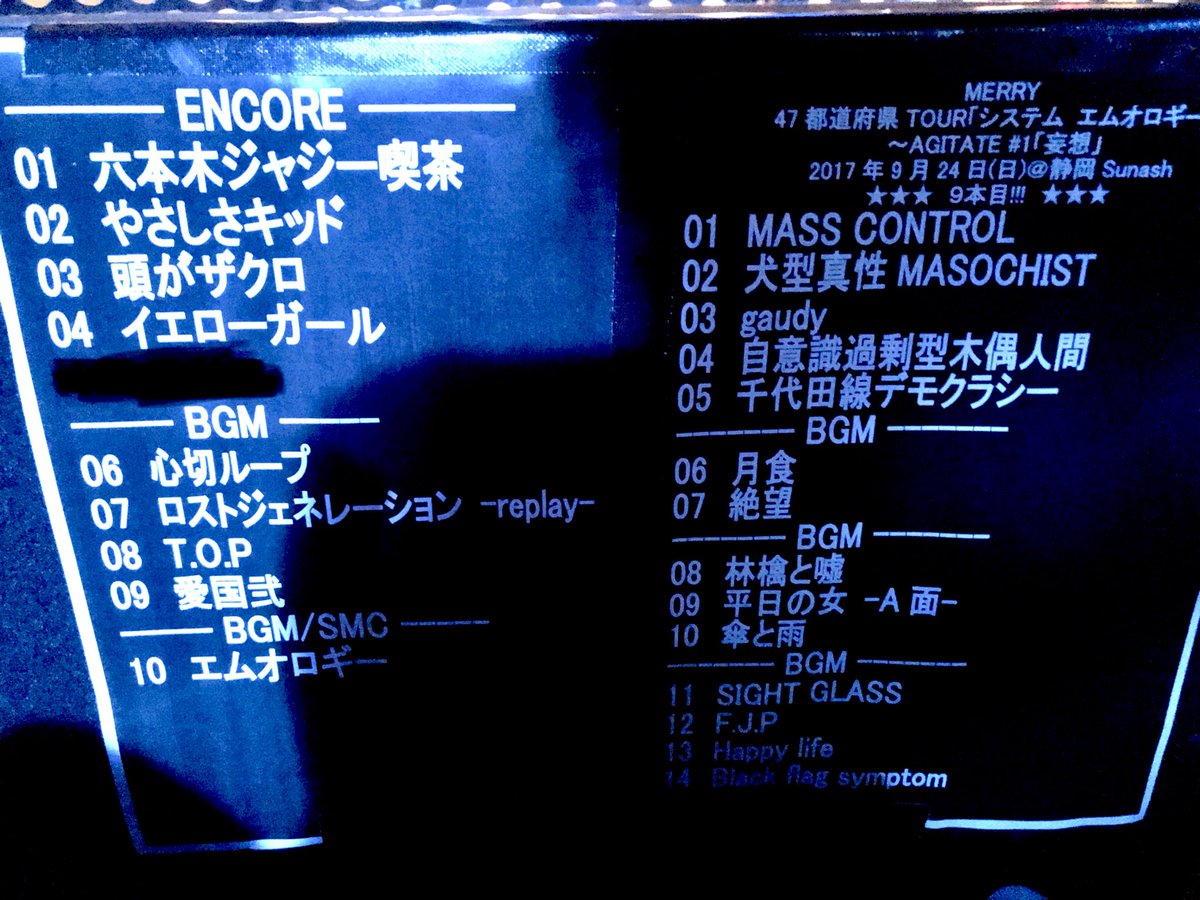 ENCORE
01 六本木ジャジー喫茶
02 やさしさキッド
03 頭がザクロ
04 イエローガール
BGM
06 心切ループ
07 ロストジェネレーション -replay-
08 T.O.P
09 愛国弐
BGM/SMC
10 エムオロギー
MERRY
47 都道府県 TOUR「システム エムオロギー
～AGITATE #1「妄想」
2017 年 9 月 24 日(日)@静岡 Sunash
★★★ 9本目!!! ★★★
01 MASS CONTROL
02 犬型真性 MASOCHIST
03 gaudy
04 自意識過剰型木偶人間
05 千代田線デモクラシー
BGM
06 月食
07 絶望
BGM
08 林檎と嘘
09 平日の女 -A 面-
10 傘と雨
BGM
11 SIGHT GLASS
12 F.J.P
13 Happy life
14 Black flag symptom